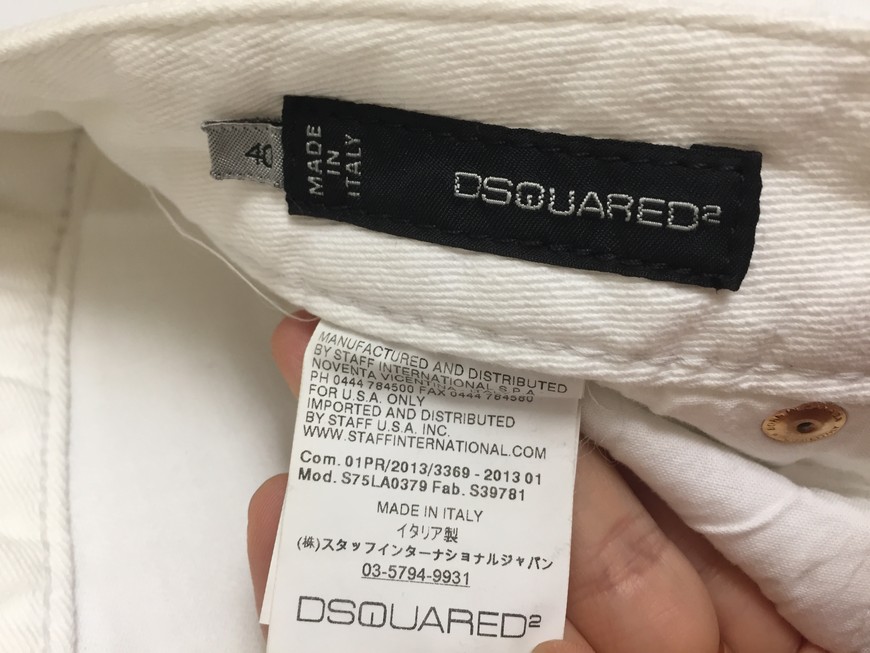 40
MADE
IN
ITALY
DSQUARED2
MANUFACTURED AND DISTRIBUTED
BY STAFF INTERNATIONAL S.P.A
NOVENTA VICENTINA
PH 0444 784500 FAX 0444 784560
FOR U.S.A. ONLY
IMPORTED AND DISTRIBUTED
BY STAFF U.S.A. INC.
WWW.STAFFINTERNATIONAL.COM
Com. 01PR/2013/3369 - 2013 01
Mod. S75LA0379 Fab. S39781
MADE IN ITALY
イタリア製
(株)スタッフインターナショナルジャパン
03-5794-9931
DSQUARED2